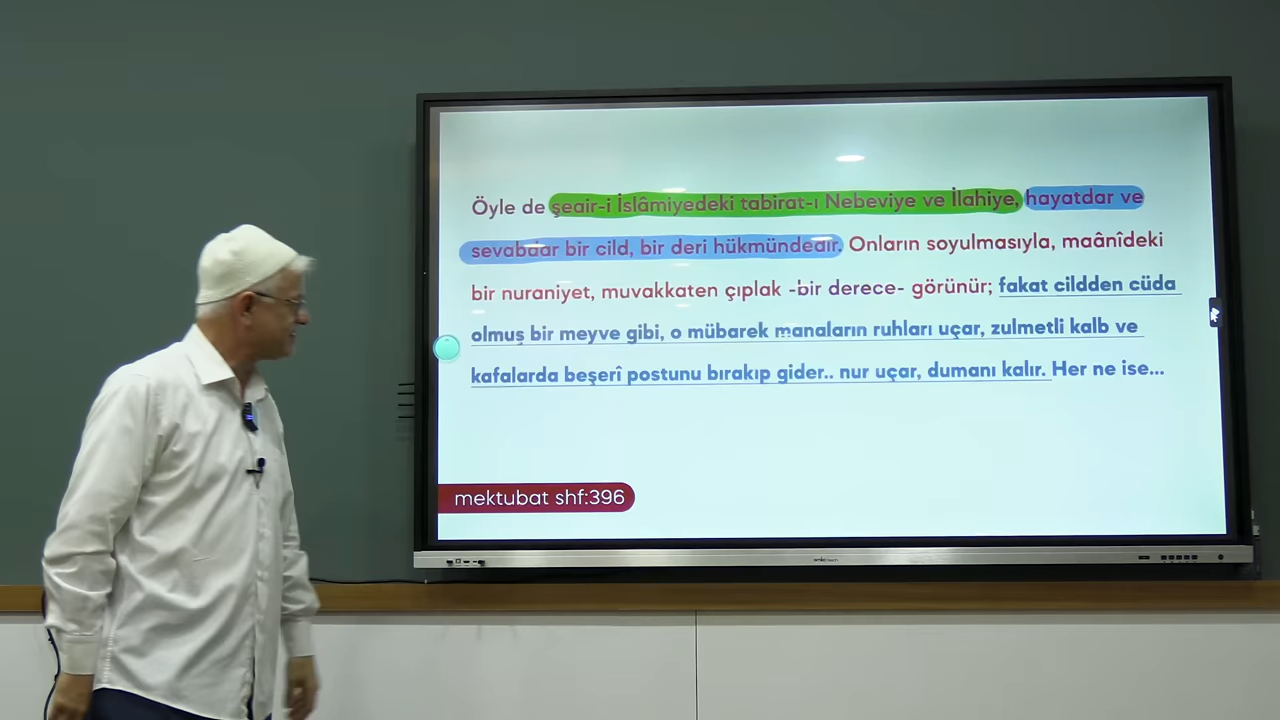 Öyle de şeair-i İslâmiyedeki tabirat-ı Nebeviye ve İlahiye, hayatdar ve
sevabdar bir cild, bir deri hükmündedir. Onların soyulmasıyla, maânîdeki
bir nuraniyet, muvakkaten çıplak -bir derece- görünür; fakat cildden cüda
olmuş bir meyve gibi, o mübarek manaların ruhları uçar, zulmetli kalb ve
kafalarda beşerî postunu bırakıp gider.. nur uçar, dumanı kalır. Her ne ise...
mektubat shf:396